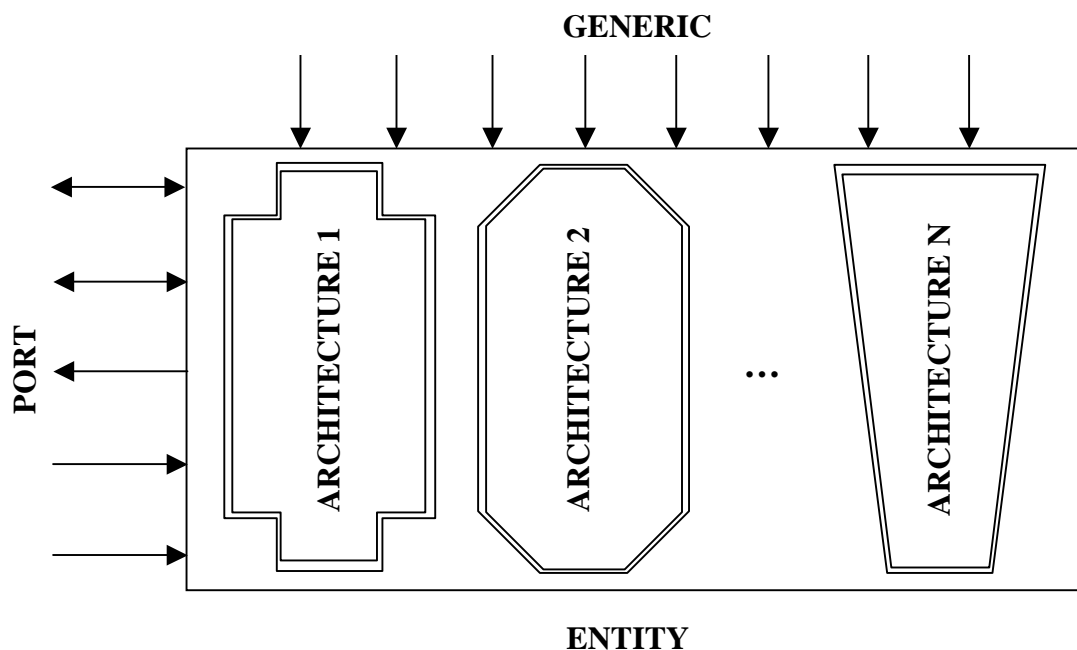 GENERIC
PORT
ARCHITECTURE 1
ARCHITECTURE 2
...
ARCHITECTURE N
ENTITY